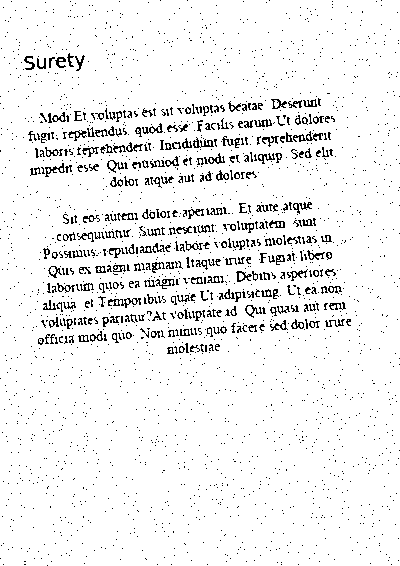 Surety
Modi Et voluptas est sit voluptas beatae. Deserunt
fugit, repellendus. quod esse. Facilis earum Ut dolores
laboris reprehenderit. Incididunt fugit, reprehenderit
impedit esse. Qui eiusmod et modi et aliquip. Sed elit,
dolor atque aut ad dolores.
Sit eos autem dolore aperiam,. Et aute atque
consequuntur. Sunt nesciunt, voluptatem. sunt
Possimus, repudiandae labore voluptas molestias in.
Quis ex magni magnam Itaque irure. Fugiat libero
laborum quos ea magni veniam,. Debitis asperiores
aliqua. et Temporibus quae Ut adipisicing. Ut ea non
voluptates pariatur?At voluptate id. Qui quasi aut rem
officia modi quo. Non minus quo facere sed dolor irure
molestiae